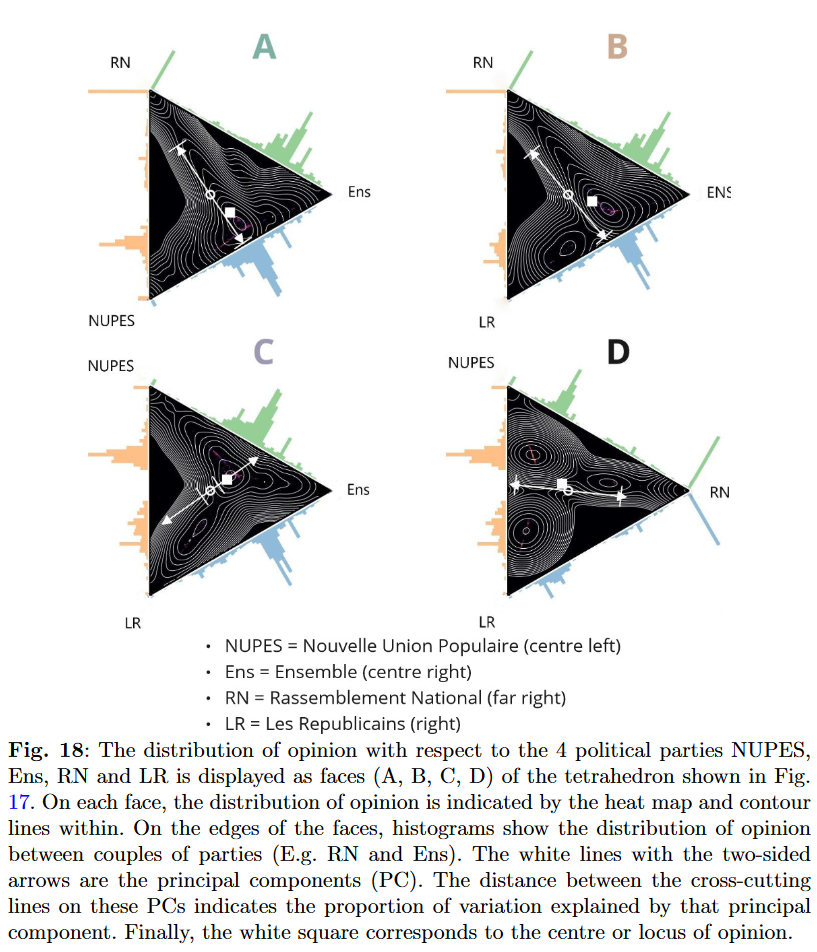 A
B
RN
RN
Ens
ENS
NUPES
LR
C
D
NUPES
NUPES
Ens
RN
LR
LR
• NUPES = Nouvelle Union Populaire (centre left)
• Ens = Ensemble (centre right)
• RN = Rassemblement National (far right)
• LR = Les Republicains (right)
Fig. 18: The distribution of opinion with respect to the 4 political parties NUPES,
Ens, RN and LR is displayed as faces (A, B, C, D) of the tetrahedron shown in Fig.
17. On each face, the distribution of opinion is indicated by the heat map and contour
lines within. On the edges of the faces, histograms show the distribution of opinion
between couples of parties (E.g. RN and Ens). The white lines with the two-sided
arrows are the principal components (PC). The distance between the cross-cutting
lines on these PCs indicates the proportion of variation explained by that principal
component. Finally, the white square corresponds to the centre or locus of opinion.